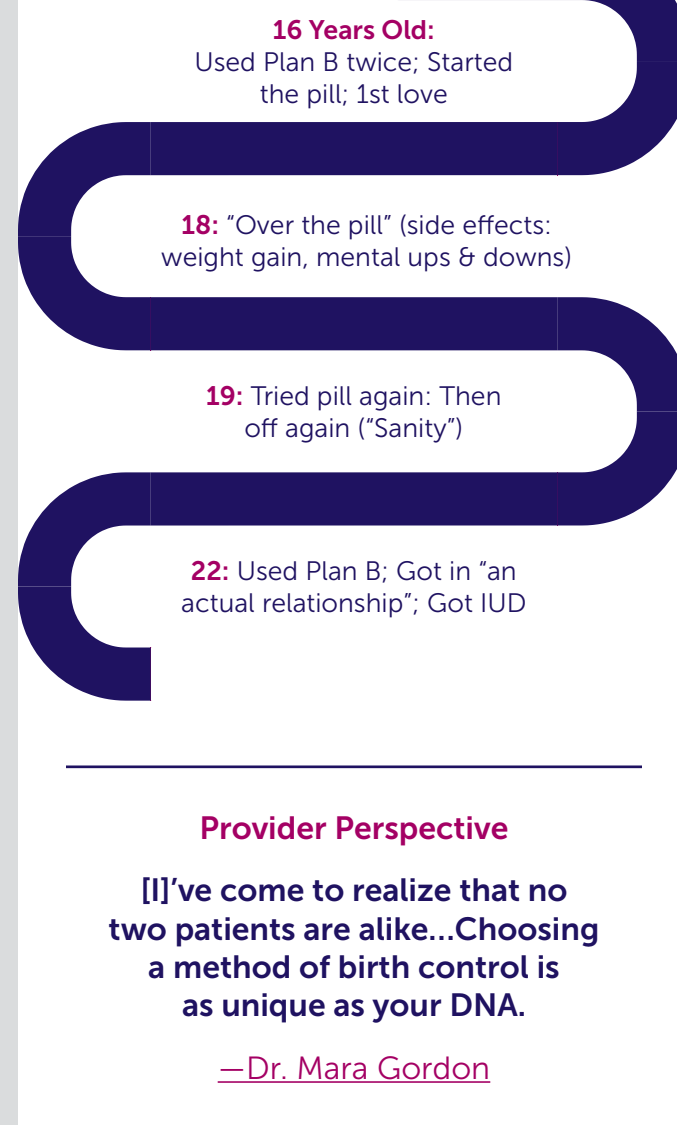 16 Years Old:
Used Plan B twice; Started
the pill; 1st love
18: “Over the pill” (side effects:
weight gain, mental ups & downs)
19: Tried pill again: Then
off again (“Sanity”)
22: Used Plan B; Got in “an
actual relationship”; Got IUD
Provider Perspective
[I]’ve come to realize that no
two patients are alike...Choosing
a method of birth control is
as unique as your DNA.
—Dr. Mara Gordon